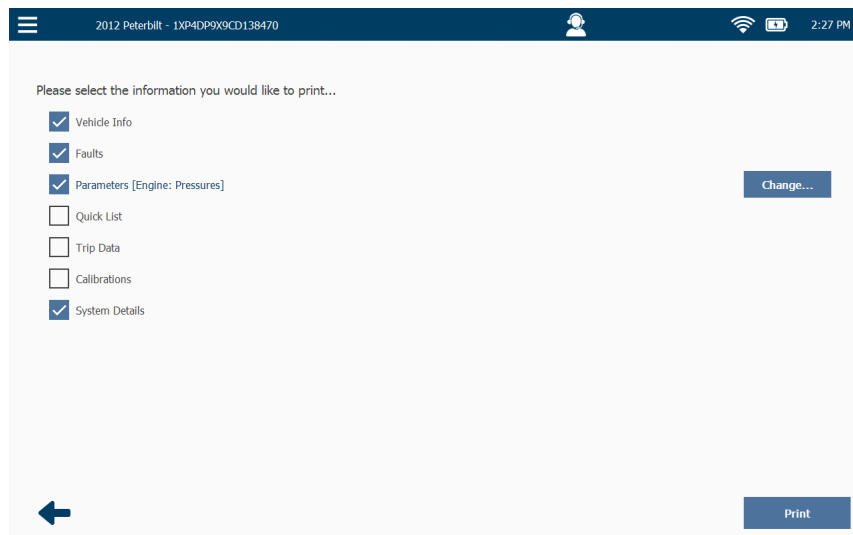 2012 Peterbilt - 1XP4DP9X9CD138470 2:27 PM
Please select the information you would like to print...
Vehicle Info
Faults
Parameters [Engine: Pressures] Change...
Quick List
Trip Data
Calibrations
System Details
Print